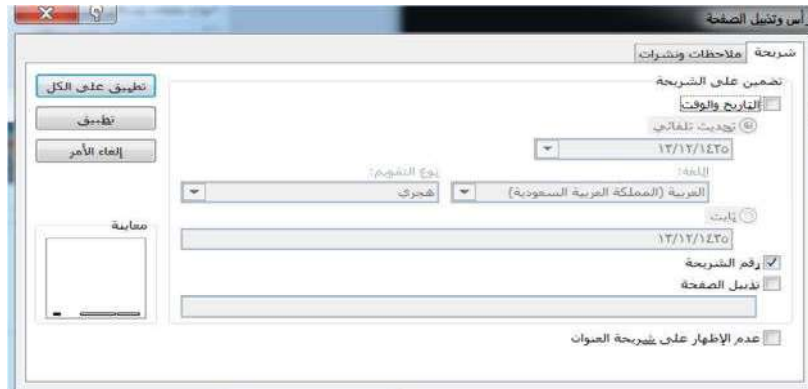 رأس وتذييل الصفحة
شريحة ملاحظات ونشرات
تضمين على الشريحة
التاريخ والوقت
تحديث تلقائي
١٣/١٢/١٤٣٥
اللغة: نوع التقويم:
العربية (المملكة العربية السعودية) هجري
ثابت
١٣/١٢/١٤٣٥
رقم الشريحة
تذييل الصفحة
عدم الإظهار على شريحة العنوان
تطبيق على الكل
تطبيق
إلغاء الأمر
معاينة